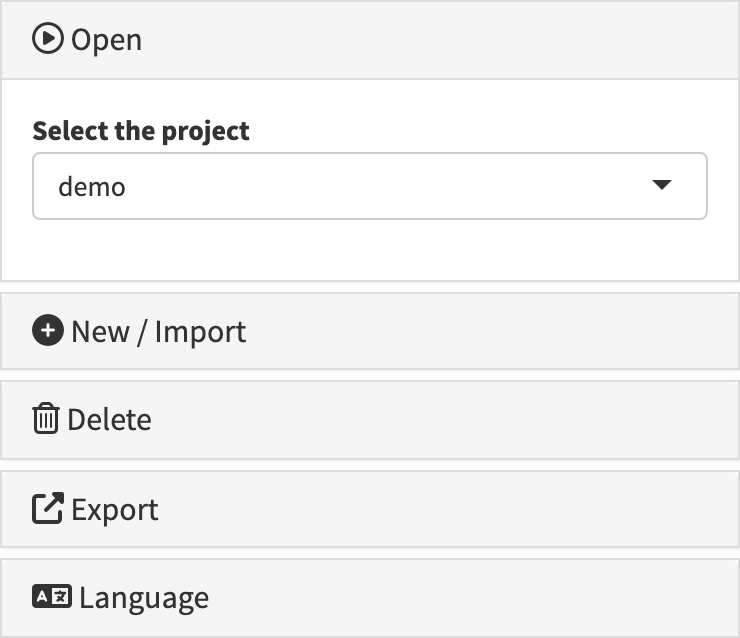 Open
Select the project
demo
New / Import
Delete
Export
Language